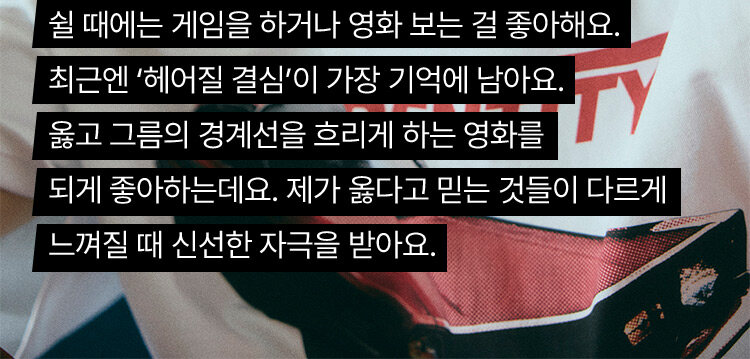 쉴 때에는 게임을 하거나 영화 보는 걸 좋아해요.
최근엔 ‘헤어질 결심’이 가장 기억에 남아요.
옳고 그름의 경계선을 흐리게 하는 영화를
되게 좋아하는데요. 제가 옳다고 믿는 것들이 다르게
느껴질 때 신선한 자극을 받아요.